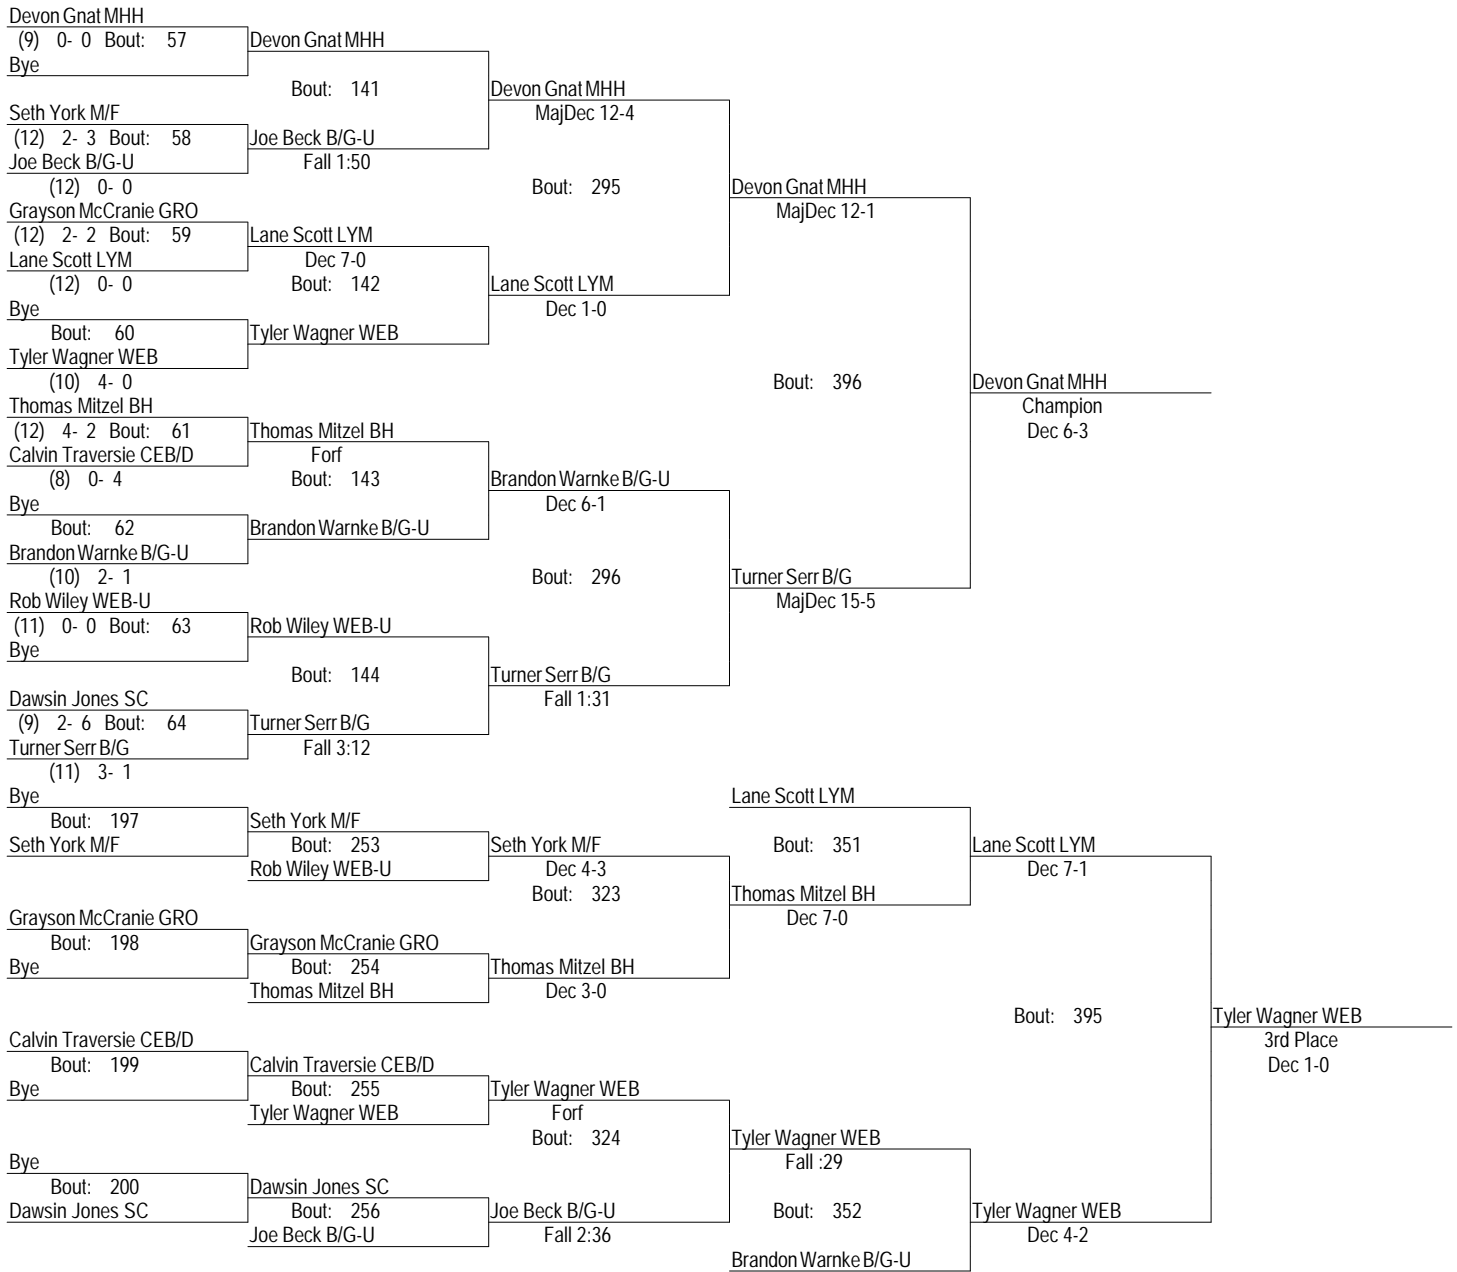 Devon Gnat MHH
(9) 0- 0 Bout: 57
Devon Gnat MHH
Bye
Bout: 141
Devon Gnat MHH
Seth York M/F
MajDec 12-4
(12) 2- 3 Bout: 58
Joe Beck B/G-U
Joe Beck B/G-U
Fall 1:50
(12) 0- 0
Bout: 295
Devon Gnat MHH
Grayson McCranie GRO
MajDec 12-1
(12) 2- 2 Bout: 59
Lane Scott LYM
Lane Scott LYM
Dec 7-0
(12) 0- 0
Bout: 142
Lane Scott LYM
Bye
Dec 1-0
Bout: 60
Tyler Wagner WEB
Tyler Wagner WEB
(10) 4- 0
Bout: 396
Devon Gnat MHH
Thomas Mitzel BH
Champion
(12) 4- 2 Bout: 61
Thomas Mitzel BH
Dec 6-3
Calvin Traversie CEB/D
Forf
(8) 0- 4
Bout: 143
Brandon Warnke B/G-U
Bye
Dec 6-1
Bout: 62
Brandon Warnke B/G-U
Brandon Warnke B/G-U
(10) 2- 1
Bout: 296
Turner Serr B/G
Rob Wiley WEB-U
MajDec 15-5
(11) 0- 0 Bout: 63
Rob Wiley WEB-U
Bye
Bout: 144
Turner Serr B/G
Dawsin Jones SC
Fall 1:31
(9) 2- 6 Bout: 64
Turner Serr B/G
Turner Serr B/G
Fall 3:12
(11) 3- 1
Bye
Lane Scott LYM
Bout: 197
Seth York M/F
Seth York M/F
Bout: 253
Seth York M/F
Bout: 351
Lane Scott LYM
Rob Wiley WEB-U
Dec 4-3
Dec 7-1
Bout: 323
Thomas Mitzel BH
Grayson McCranie GRO
Dec 7-0
Bout: 198
Grayson McCranie GRO
Bye
Bout: 254
Thomas Mitzel BH
Thomas Mitzel BH
Dec 3-0
Bout: 395
Tyler Wagner WEB
Calvin Traversie CEB/D
3rd Place
Bout: 199
Calvin Traversie CEB/D
Dec 1-0
Bye
Bout: 255
Tyler Wagner WEB
Tyler Wagner WEB
Forf
Bout: 324
Tyler Wagner WEB
Bye
Fall :29
Bout: 200
Dawsin Jones SC
Dawsin Jones SC
Bout: 256
Joe Beck B/G-U
Bout: 352
Tyler Wagner WEB
Joe Beck B/G-U
Fall 2:36
Dec 4-2
Brandon Warnke B/G-U